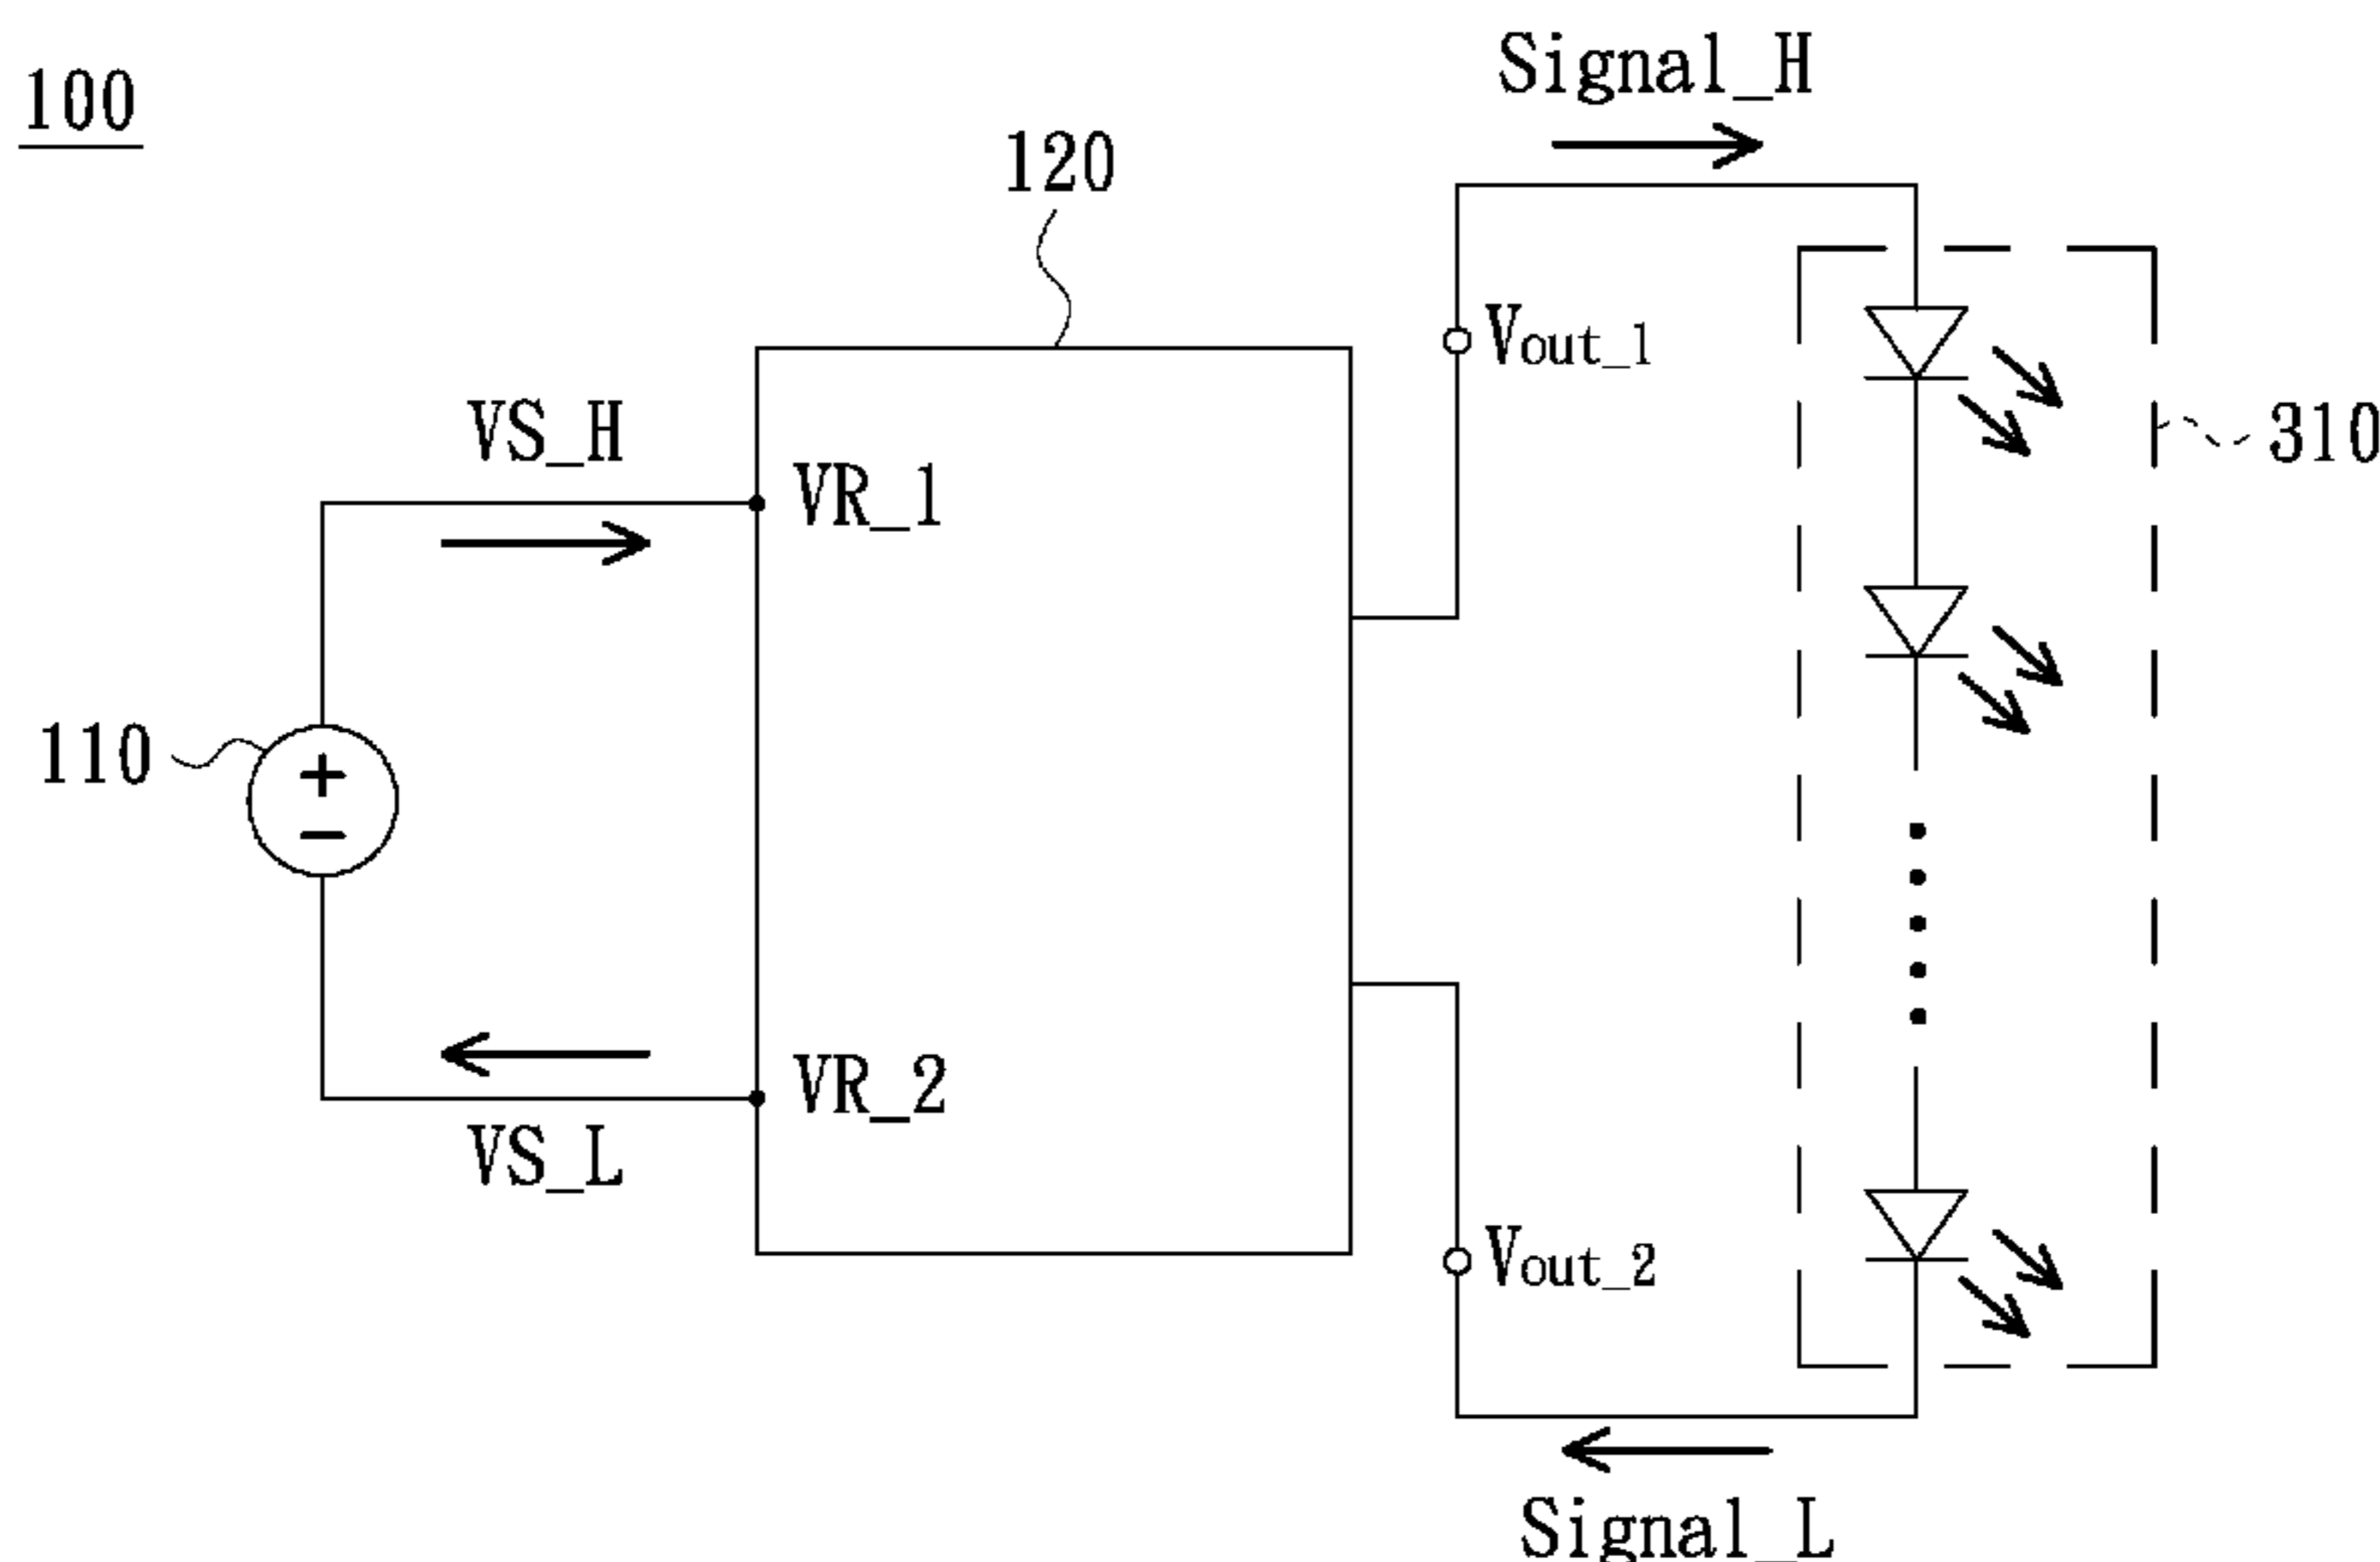 100
Signal_H
120
Vout_1
VS_H
310
VR_1
110
+
−
VR_2
VS_L
Vout_2
Signal_L